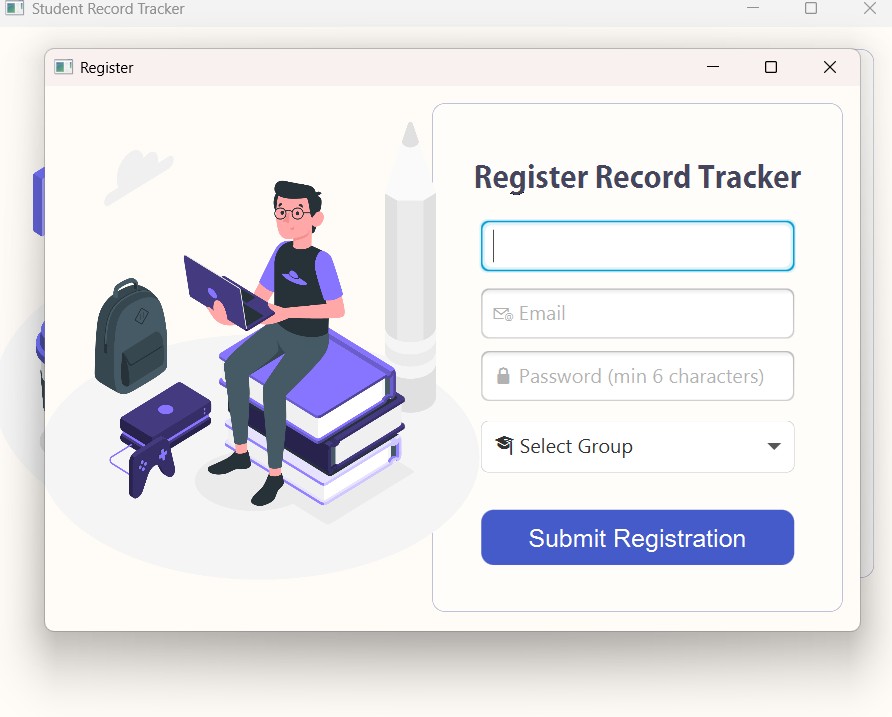 Student Record Tracker
Register
Register Record Tracker
Email
Password (min 6 characters)
Select Group
Submit Registration